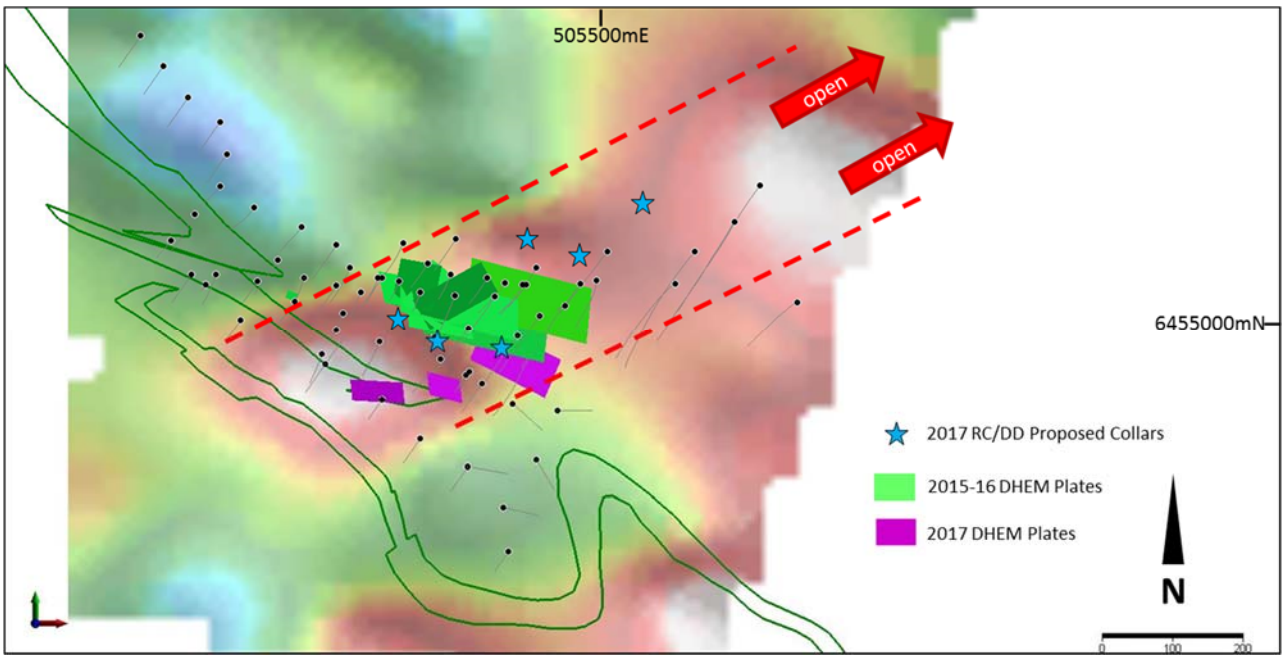 505500mE
open
open
6455000mN
2017 RC/DD Proposed Collars
2015-16 DHEM Plates
2017 DHEM Plates
N
0 100 200